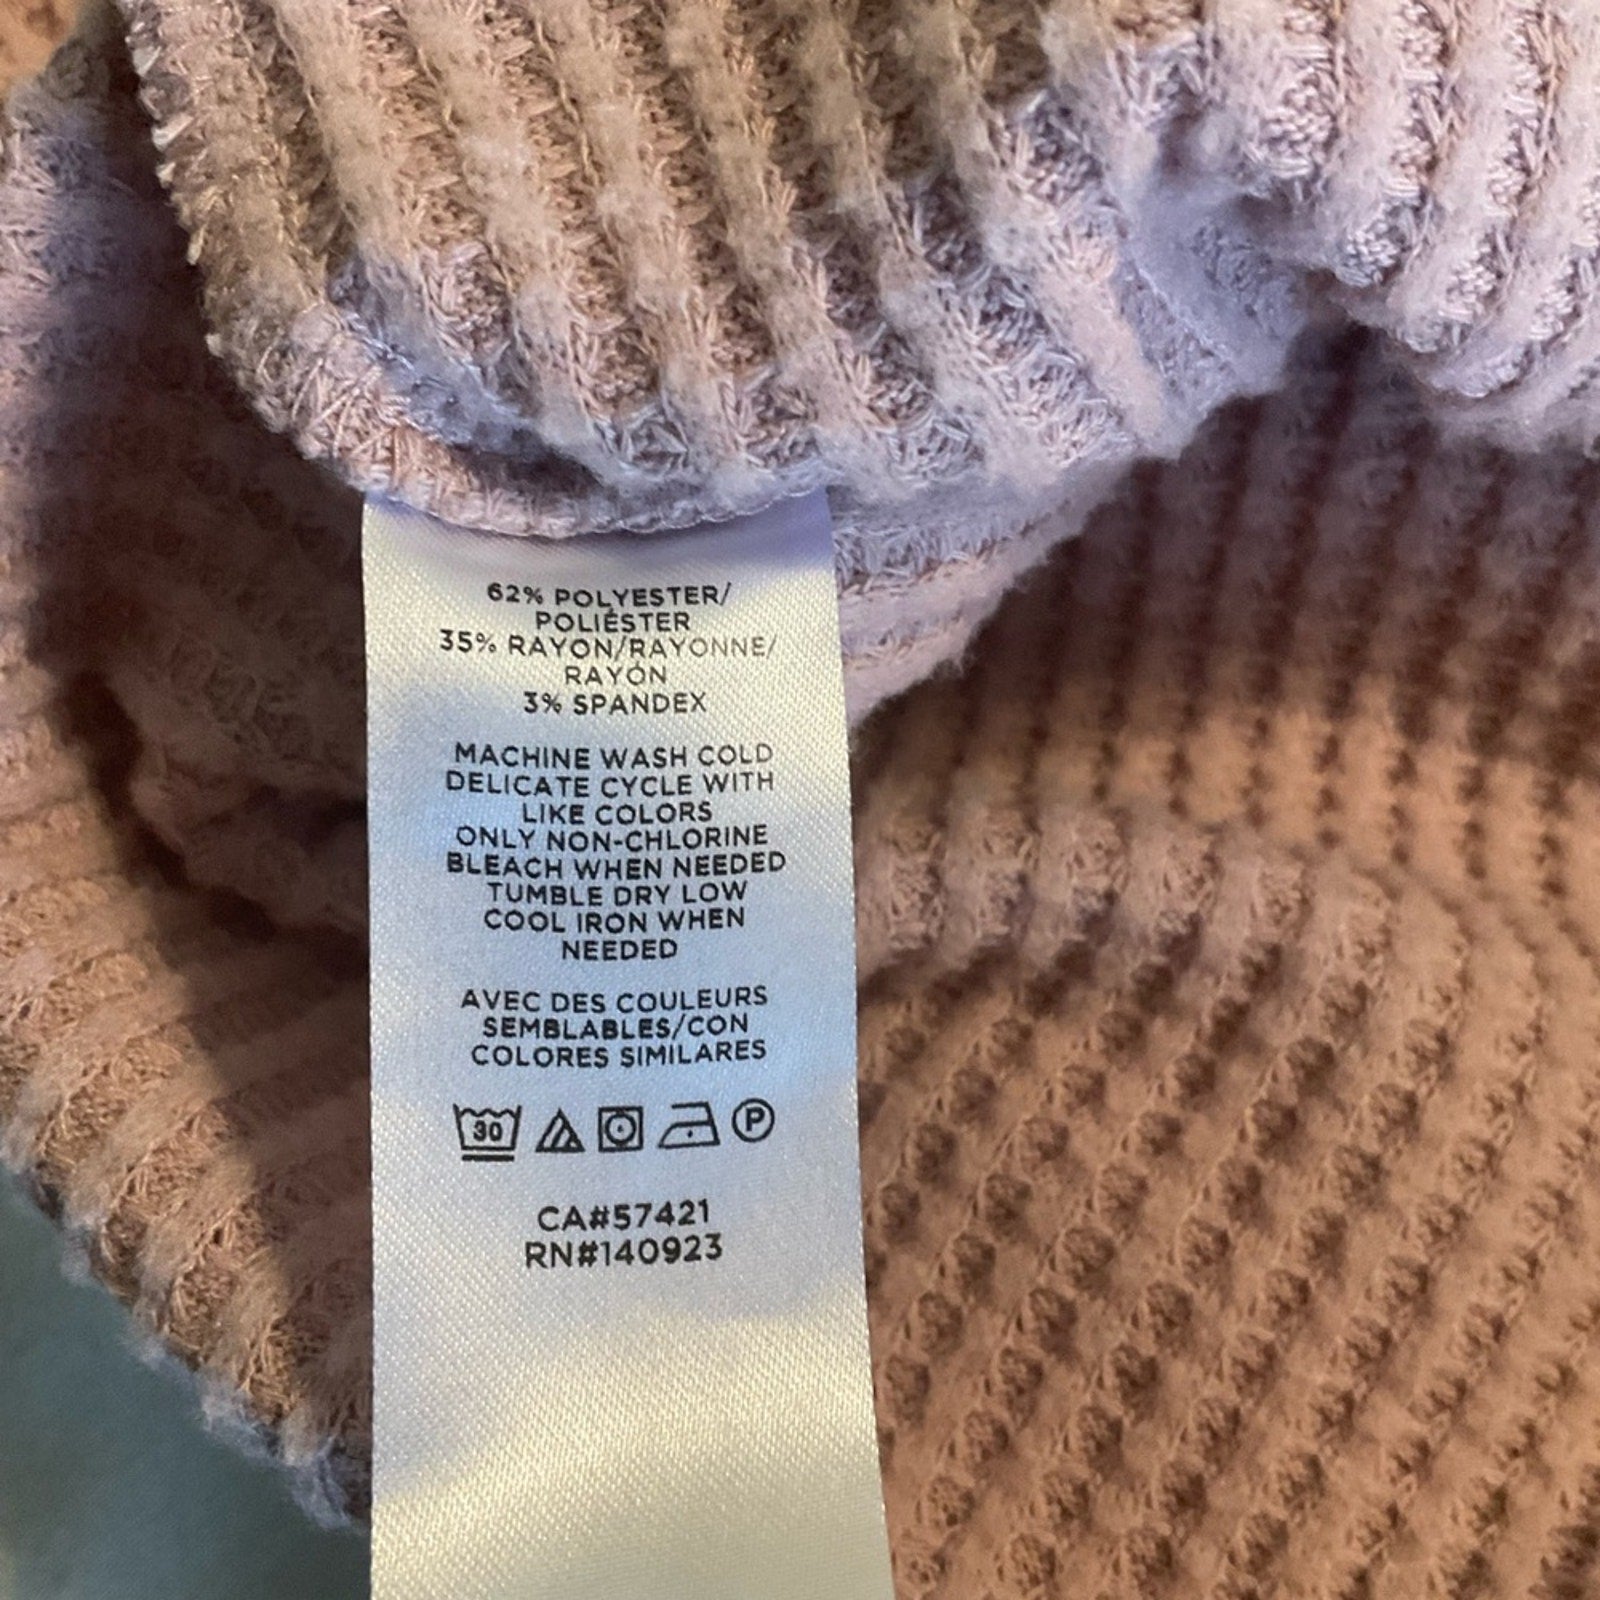 62% POLYESTER/
POLIÉSTER
35% RAYON/RAYONNE/
RAYÓN
3% SPANDEX
MACHINE WASH COLD
DELICATE CYCLE WITH
LIKE COLORS
ONLY NON-CHLORINE
BLEACH WHEN NEEDED
TUMBLE DRY LOW
COOL IRON WHEN
NEEDED
AVEC DES COULEURS
SEMBLABLES/CON
COLORES SIMILARES
30 P
CA#57421
RN#140923